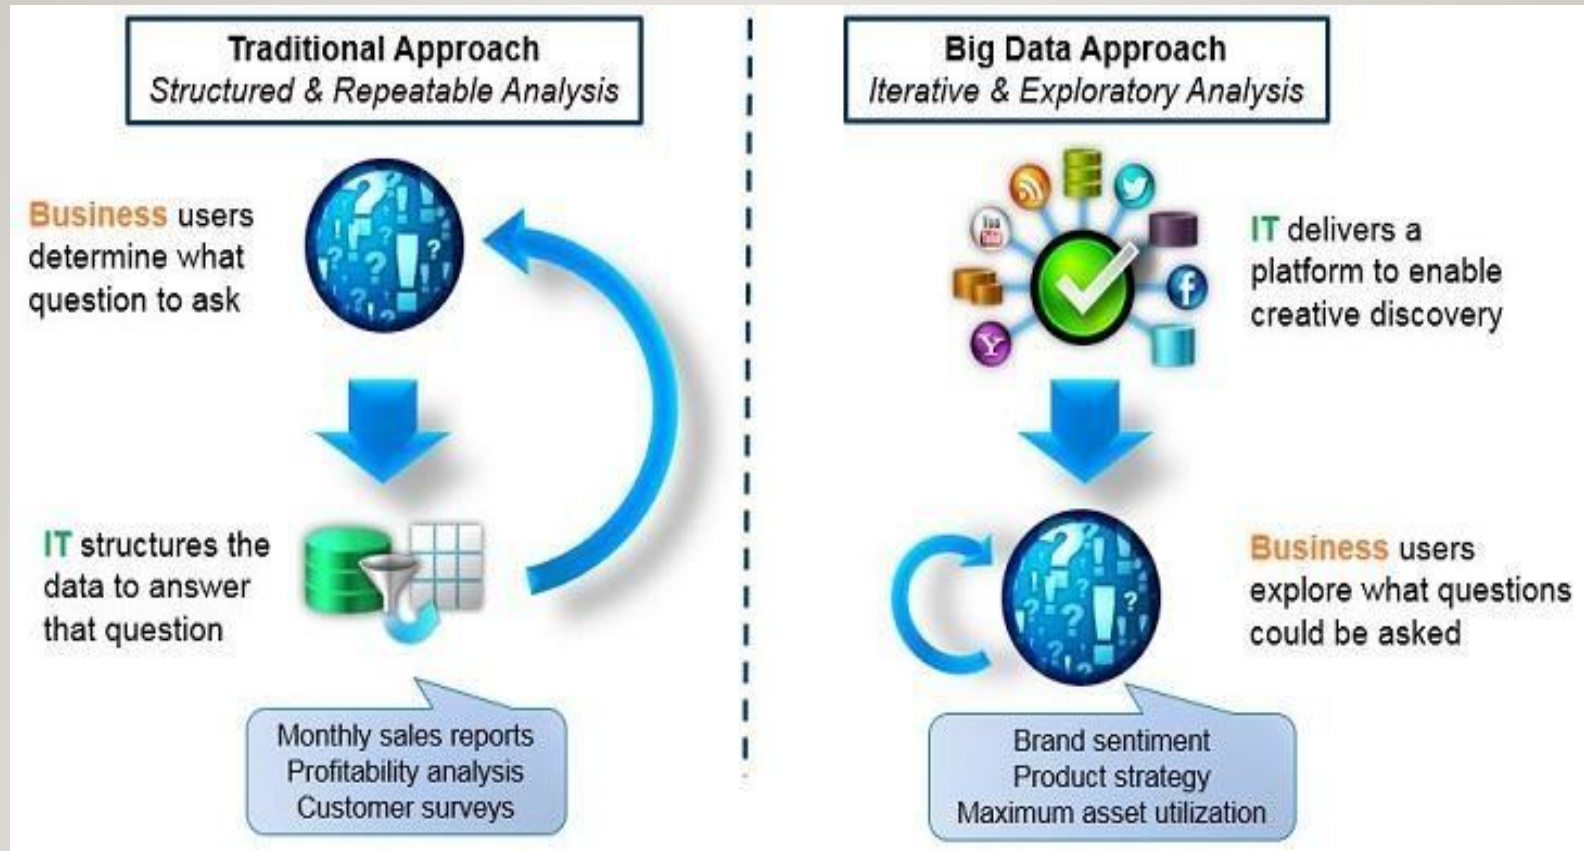 Traditional Approach
Structured & Repeatable Analysis
Business users
determine what
question to ask
IT structures the
data to answer
that question
Monthly sales reports
Profitability analysis
Customer surveys
Big Data Approach
Iterative & Exploratory Analysis
You
Tube
IT delivers a
platform to enable
creative discovery
Business users
explore what questions
could be asked
Brand sentiment
Product strategy
Maximum asset utilization